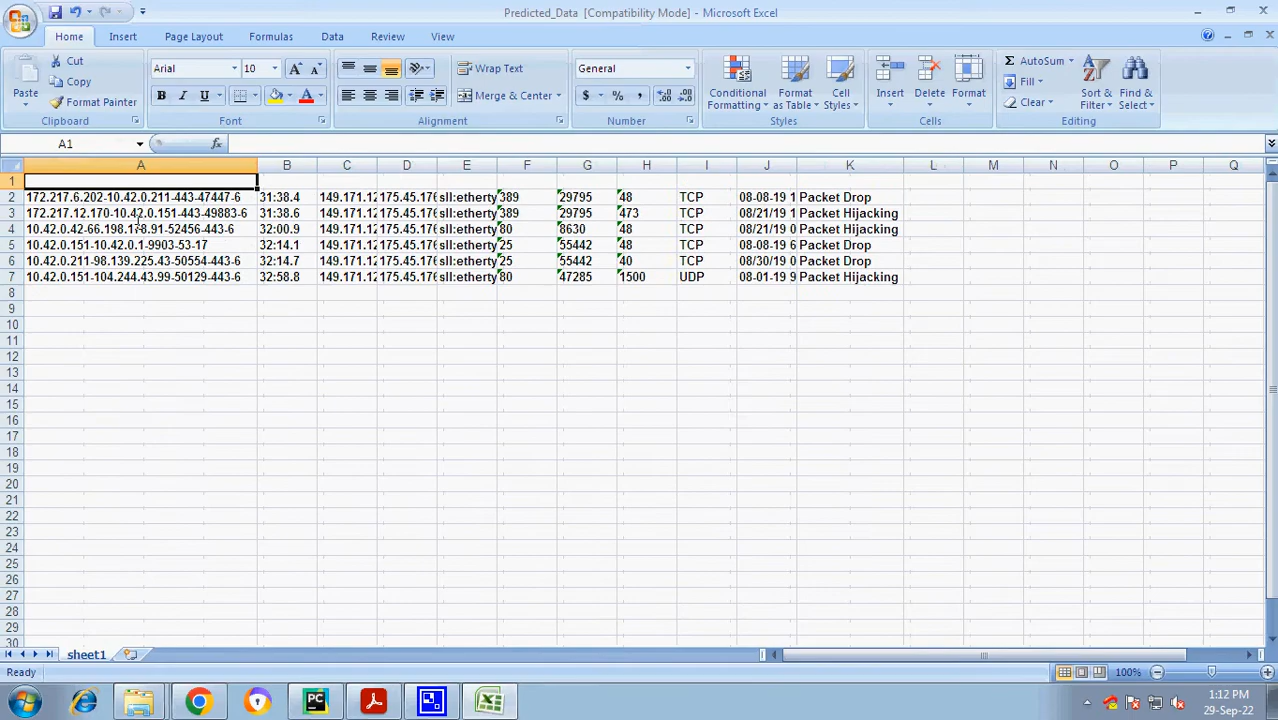 Predicted_Data [Compatibility Mode] - Microsoft Excel
Home Insert Page Layout Formulas Data Review View
Paste
Cut
Copy
Format Painter
Clipboard
Arial 10
B I U
Font
Wrap Text
Merge & Center
Alignment
General
$ % ,
Number
Conditional Formatting
Format as Table
Cell Styles
Styles
Insert Delete Format
Cells
AutoSum
Fill
Clear
Sort & Filter
Find & Select
Editing
A1 fx
A B C D E F G H I J K L M N O P Q
1
2 172.217.6.202-10.42.0.211-443-47447-6 31:38.4 149.171.12 175.45.176 sll:etherty 389 29795 48 TCP 08-08-19 1 Packet Drop
3 172.217.12.170-10.42.0.151-443-49883-6 31:38.6 149.171.12 175.45.176 sll:etherty 389 29795 473 TCP 08/21/19 1 Packet Hijacking
4 10.42.0.42-66.198.178.91-52456-443-6 32:00.9 149.171.12 175.45.176 sll:etherty 80 8630 48 TCP 08/21/19 0 Packet Hijacking
5 10.42.0.151-10.42.0.1-9903-53-17 32:14.1 149.171.12 175.45.176 sll:etherty 25 55442 48 TCP 08-08-19 6 Packet Drop
6 10.42.0.211-98.139.225.43-50554-443-6 32:14.7 149.171.12 175.45.176 sll:etherty 25 55442 40 TCP 08/30/19 0 Packet Drop
7 10.42.0.151-104.244.43.99-50129-443-6 32:58.8 149.171.12 175.45.176 sll:etherty 80 47285 1500 UDP 08-01-19 9 Packet Hijacking
8
9
10
11
12
13
14
15
16
17
18
19
20
21
22
23
24
25
26
27
28
29
30
sheet1
Ready 100%
PC
1:12 PM
29-Sep-22